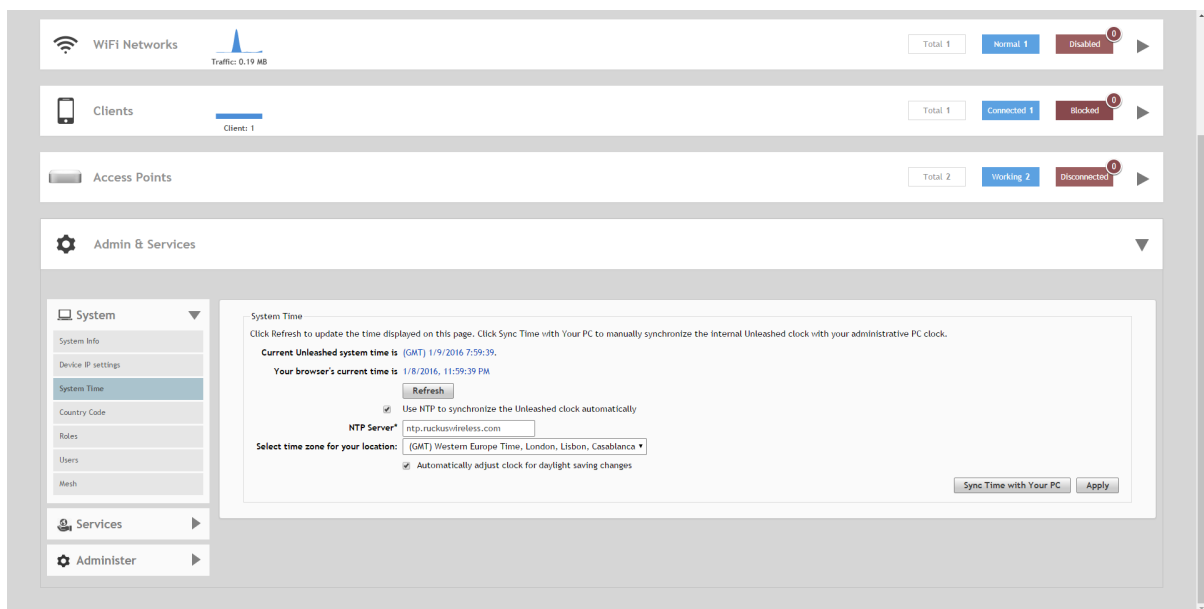 WiFi Networks
Traffic: 0.19 MB
Total 1
Normal 1
Disabled
0
Clients
Client: 1
Total 1
Connected 1
Blocked
0
Access Points
Total 2
Working 2
Disconnected
0
Admin & Services
System
System Info
Device IP settings
System Time
Country Code
Roles
Users
Mesh
Services
Administer
System Time
Click Refresh to update the time displayed on this page. Click Sync Time with Your PC to manually synchronize the internal Unleashed clock with your administrative PC clock.
Current Unleashed system time is (GMT) 1/9/2016 7:59:39.
Your browser's current time is 1/8/2016, 11:59:39 PM
Refresh
Use NTP to synchronize the Unleashed clock automatically
NTP Server* ntp.ruckuswireless.com
Select time zone for your location: (GMT) Western Europe Time, London, Lisbon, Casablanca
Automatically adjust clock for daylight saving changes
Sync Time with Your PC
Apply